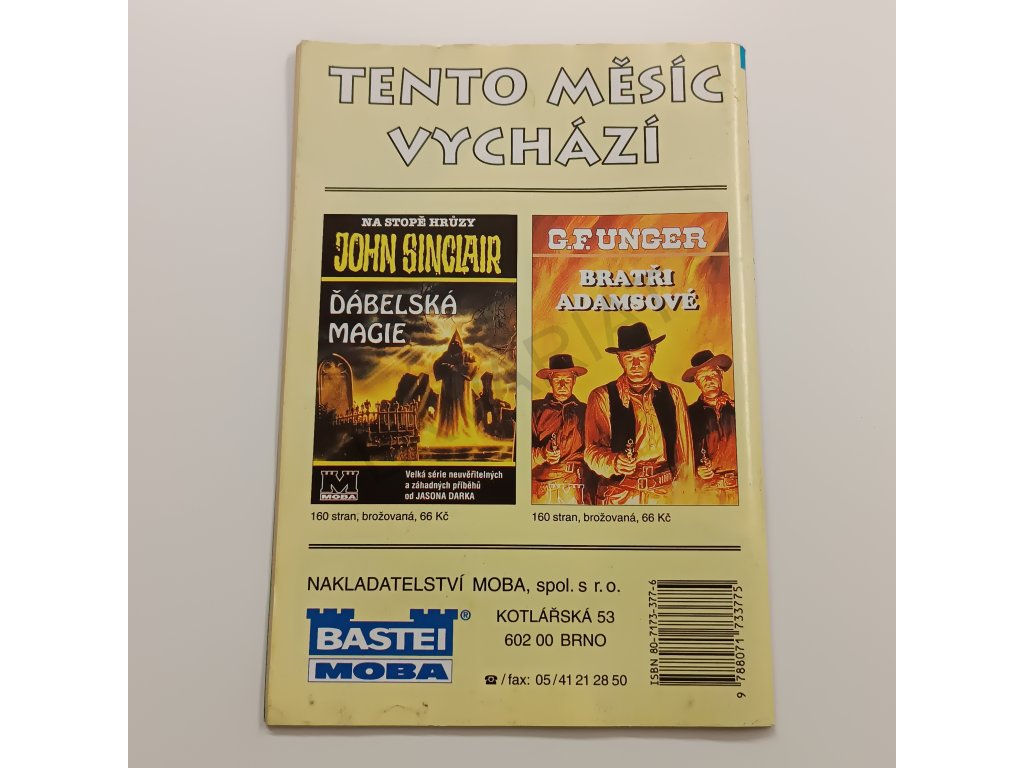 TENTO MĚSÍC
VYCHÁZÍ
NA STOPĚ HRŮZY
JOHN SINCLAIR
ĎÁBELSKÁ
MAGIE
M
MOBA
Velká série neuvěřitelných
a záhadných příběhů
od JASONA DARKA
160 stran, brožovaná, 66 Kč
G.F. UNGER
BRATŘI
ADAMSOVÉ
160 stran, brožovaná, 66 Kč
NAKLADATELSTVÍ MOBA, spol. s r. o.
BASTEI®
MOBA
KOTLÁŘSKÁ 53
602 00 BRNO
☎ / fax: 05 / 41 21 28 50
ISBN 80-7173-377-6
9 788071 733775